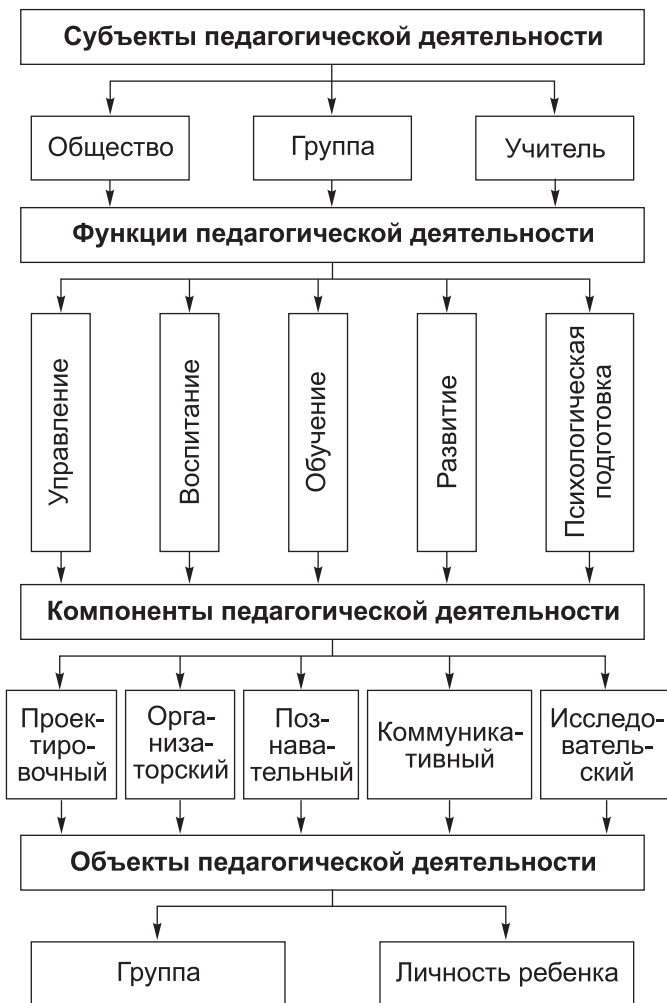 Субъекты педагогической деятельности
Общество
Группа
Учитель
Функции педагогической деятельности
Управление
Воспитание
Обучение
Развитие
Психологическая
подготовка
Компоненты педагогической деятельности
Проек-
тиро-
вочный
Орга-
низа-
торский
Поз-
нава-
тельный
Коммуника-
тивный
Исследо-
ватель-
ский
Объекты педагогической деятельности
Группа
Личность ребенка